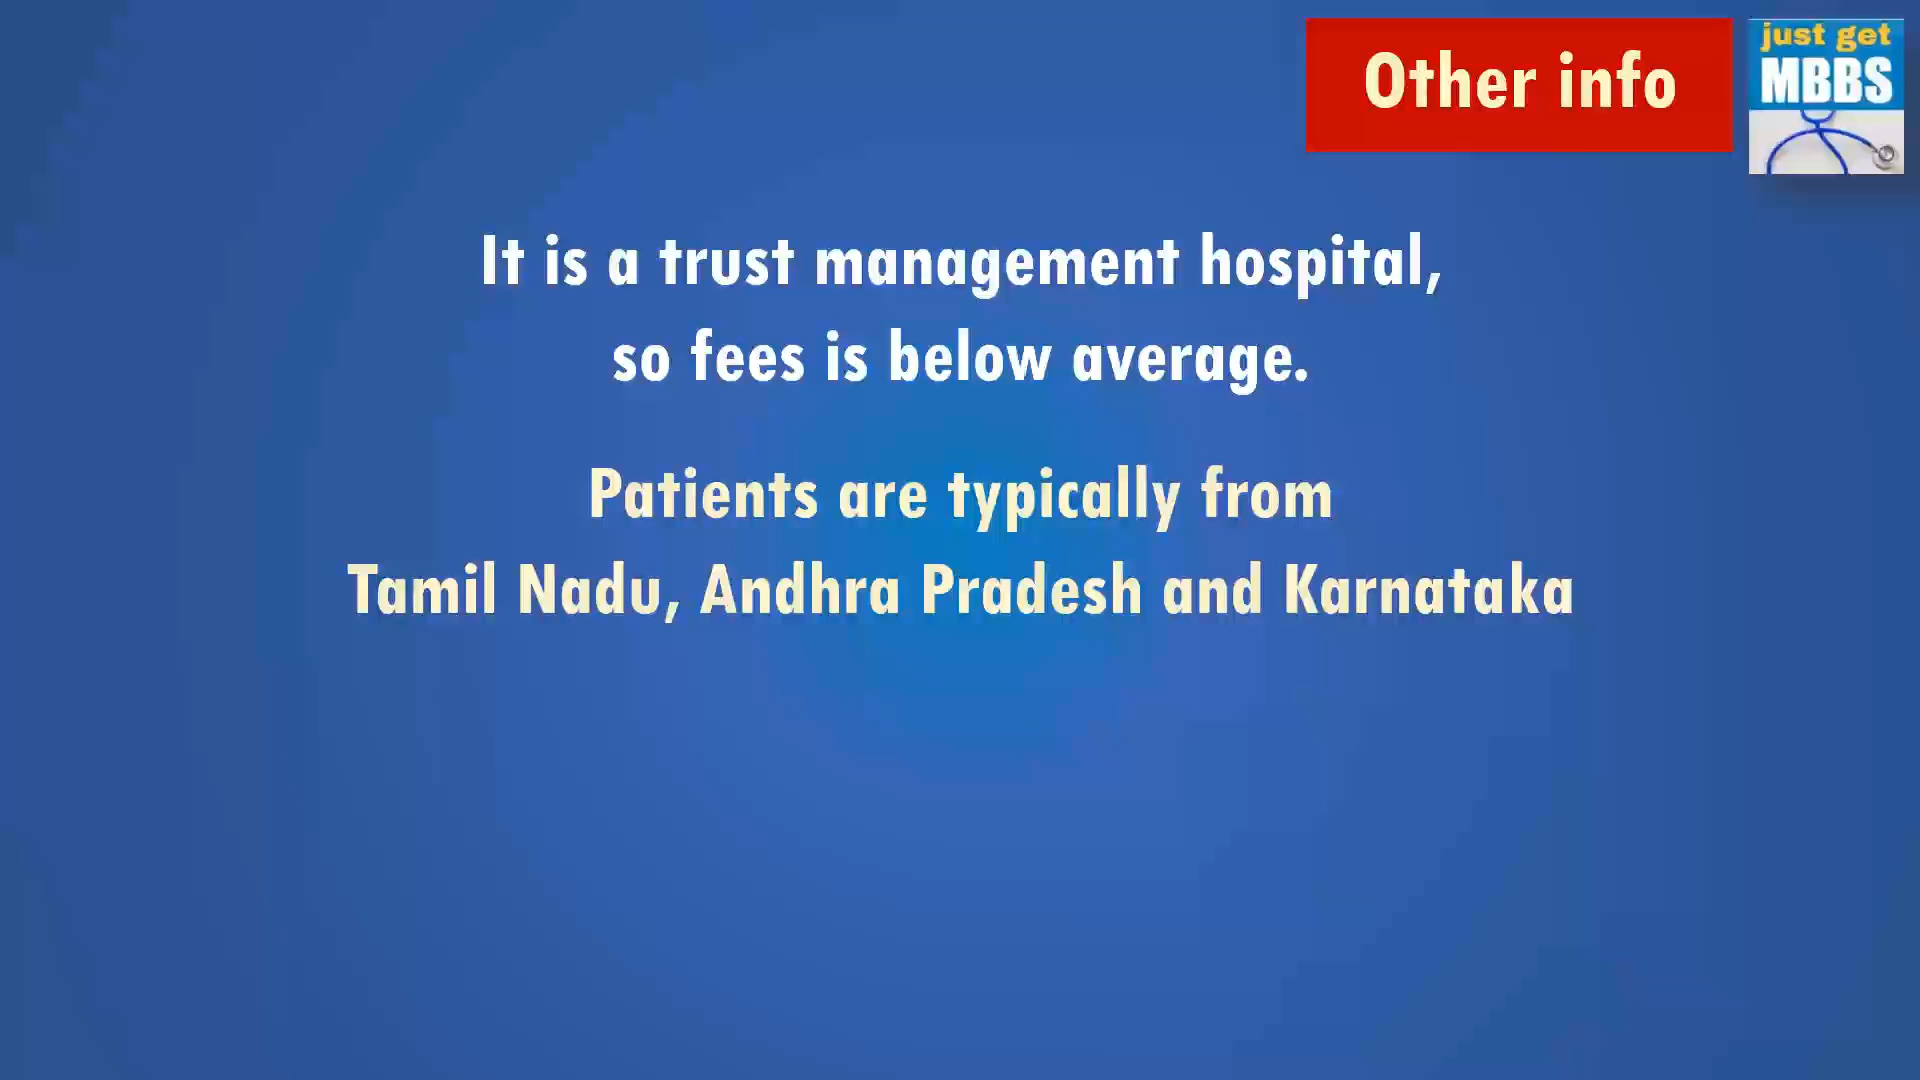 Other info
just get
MBBS
It is a trust management hospital,
so fees is below average.
Patients are typically from
Tamil Nadu, Andhra Pradesh and Karnataka